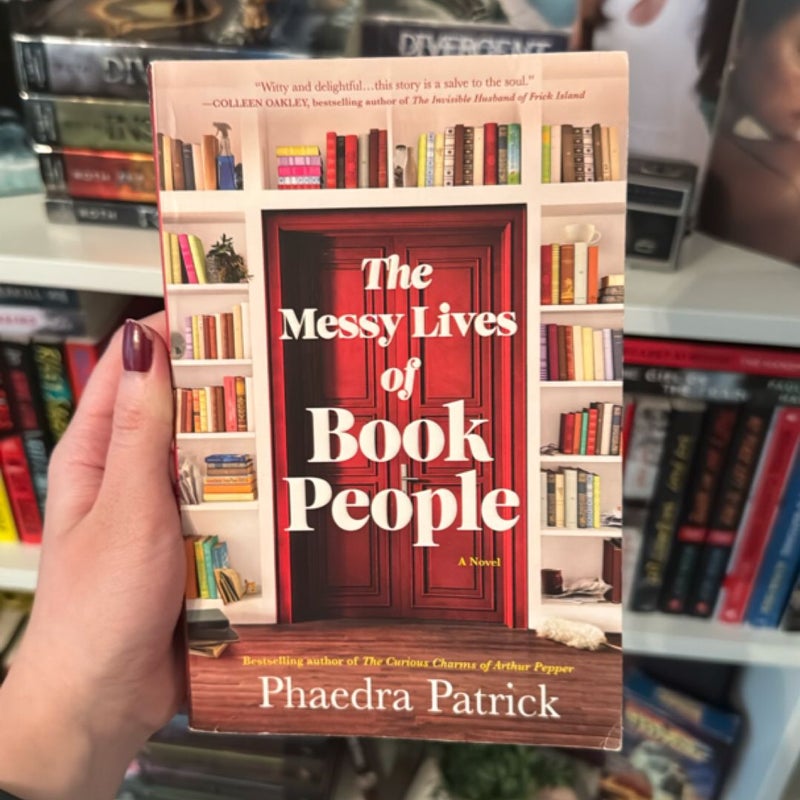 DIVERGENT
"Witty and delightful...this story is a salve to the soul."
—COLLEEN OAKLEY, bestselling author of The Invisible Husband of Frick Island
The
Messy Lives
of
Book
People
A Novel
Bestselling author of The Curious Charms of Arthur Pepper
Phaedra Patrick
ROTH
ROTH